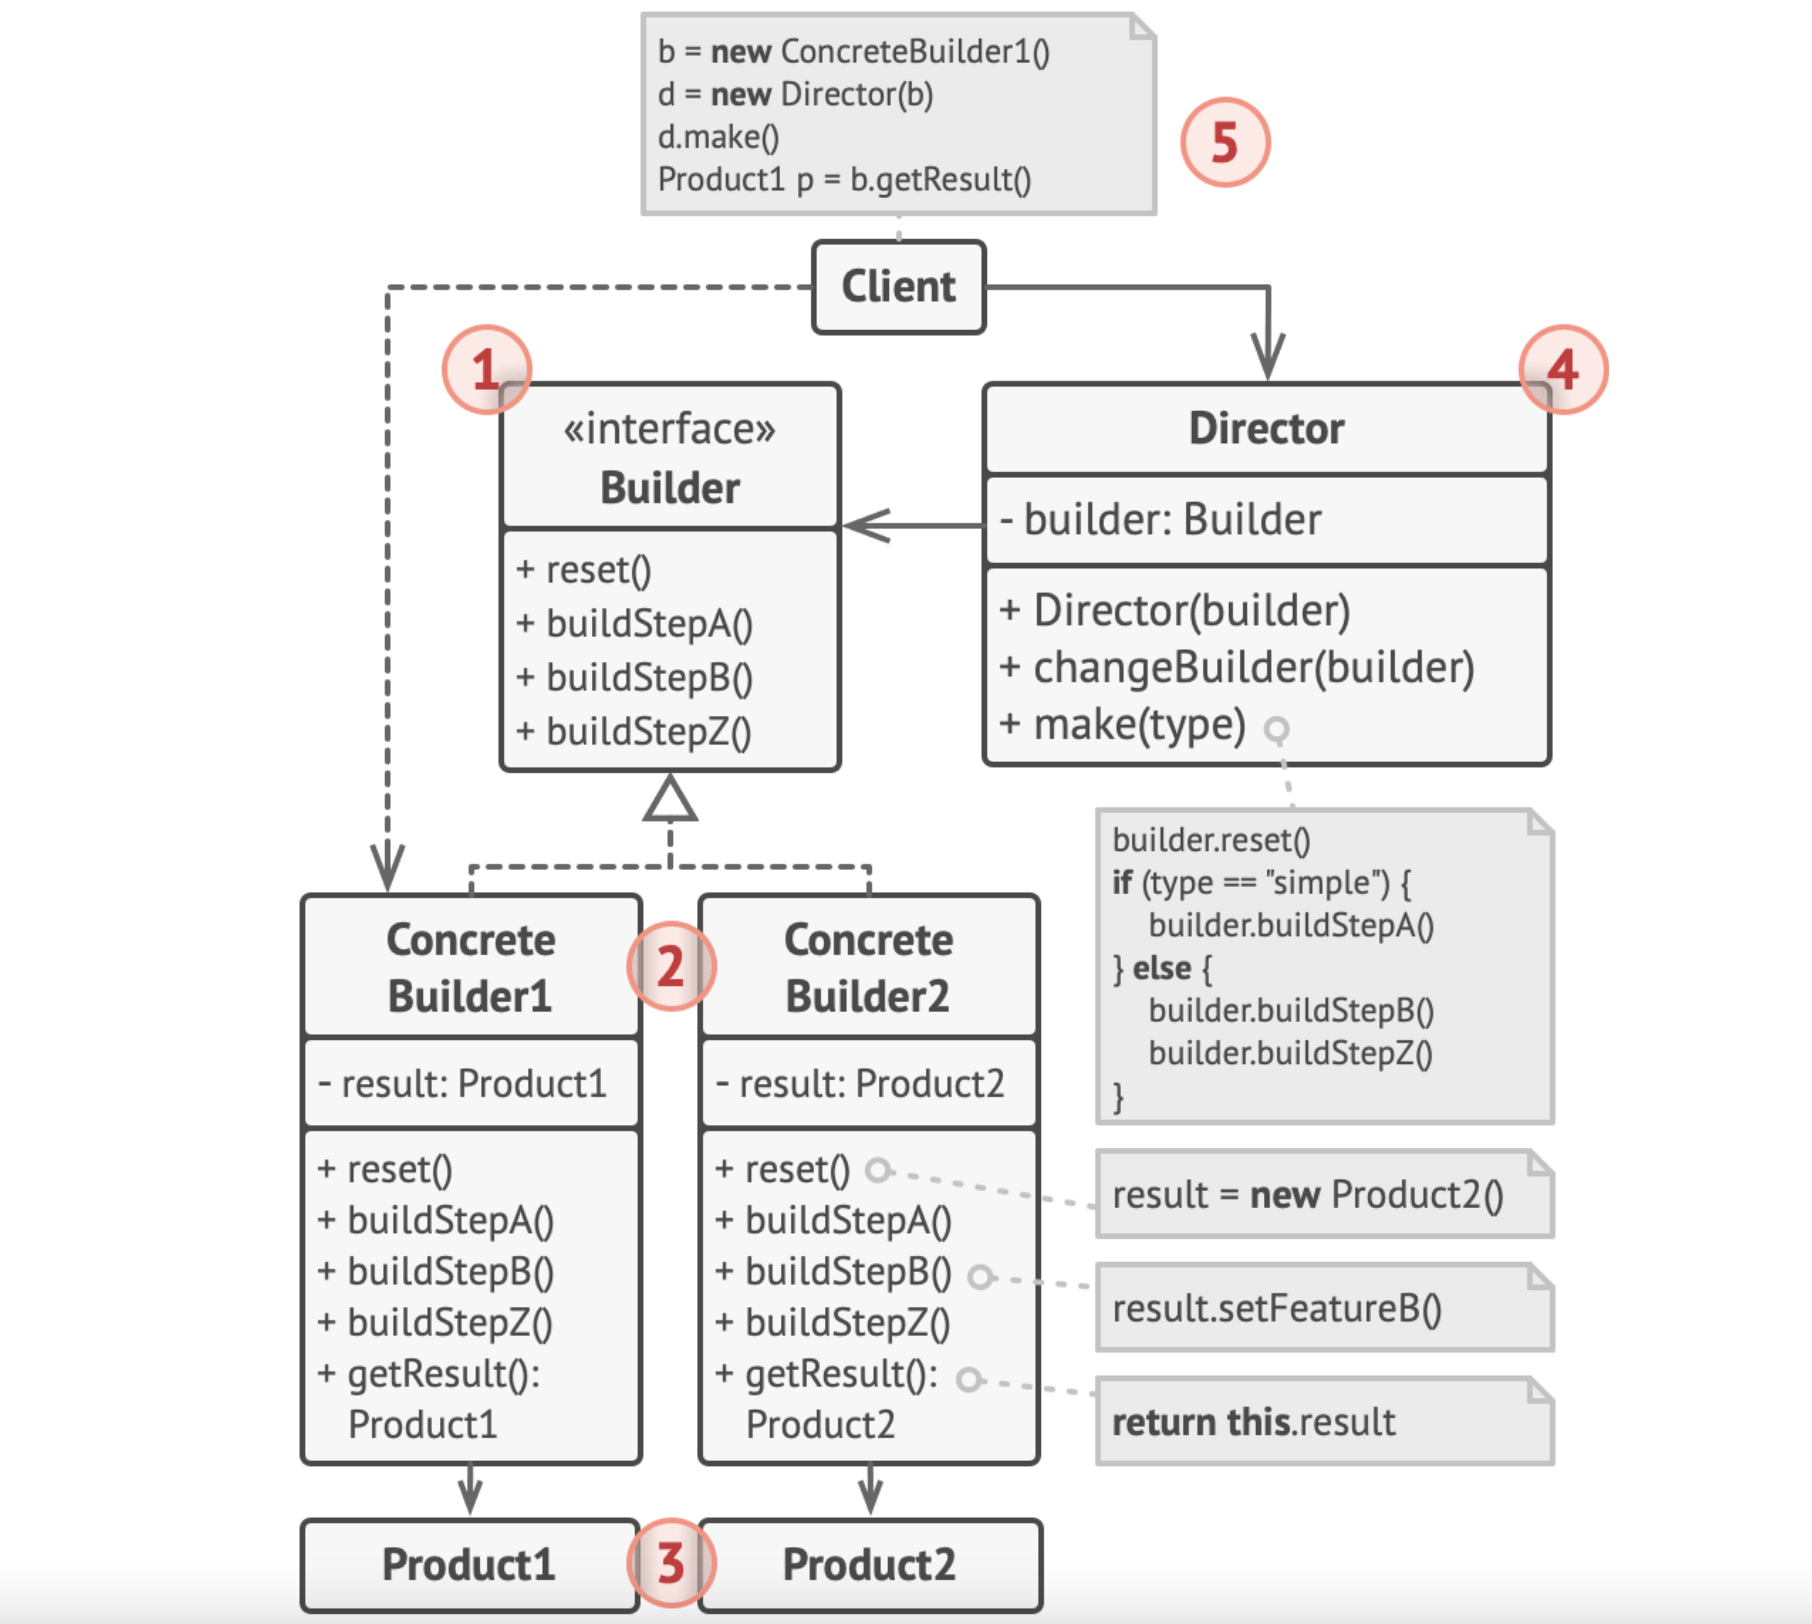 b = new ConcreteBuilder1()
d = new Director(b)
d.make()
Product1 p = b.getResult()
5
Client
1
«interface»
Builder
+ reset()
+ buildStepA()
+ buildStepB()
+ buildStepZ()
4
Director
- builder: Builder
+ Director(builder)
+ changeBuilder(builder)
+ make(type)
builder.reset()
if (type == "simple") {
builder.buildStepA()
} else {
builder.buildStepB()
builder.buildStepZ()
}
Concrete
Builder1
- result: Product1
+ reset()
+ buildStepA()
+ buildStepB()
+ buildStepZ()
+ getResult():
Product1
2
Concrete
Builder2
- result: Product2
+ reset()
+ buildStepA()
+ buildStepB()
+ buildStepZ()
+ getResult():
Product2
result = new Product2()
result.setFeatureB()
return this.result
Product1
3
Product2